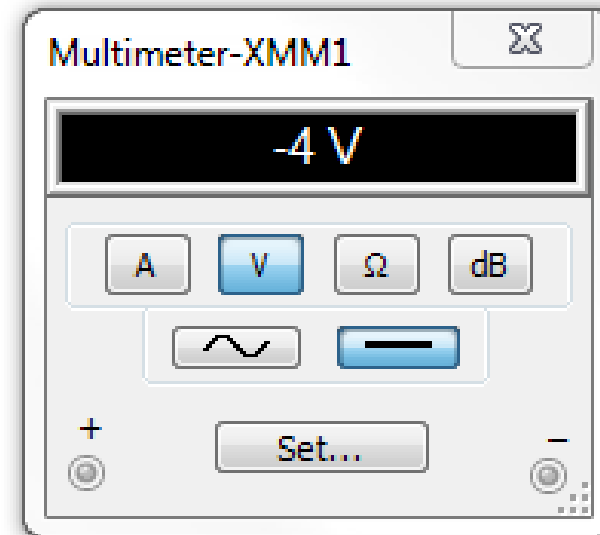 Multimeter-XMM1
-4 V
A V Ω dB
+ Set... −